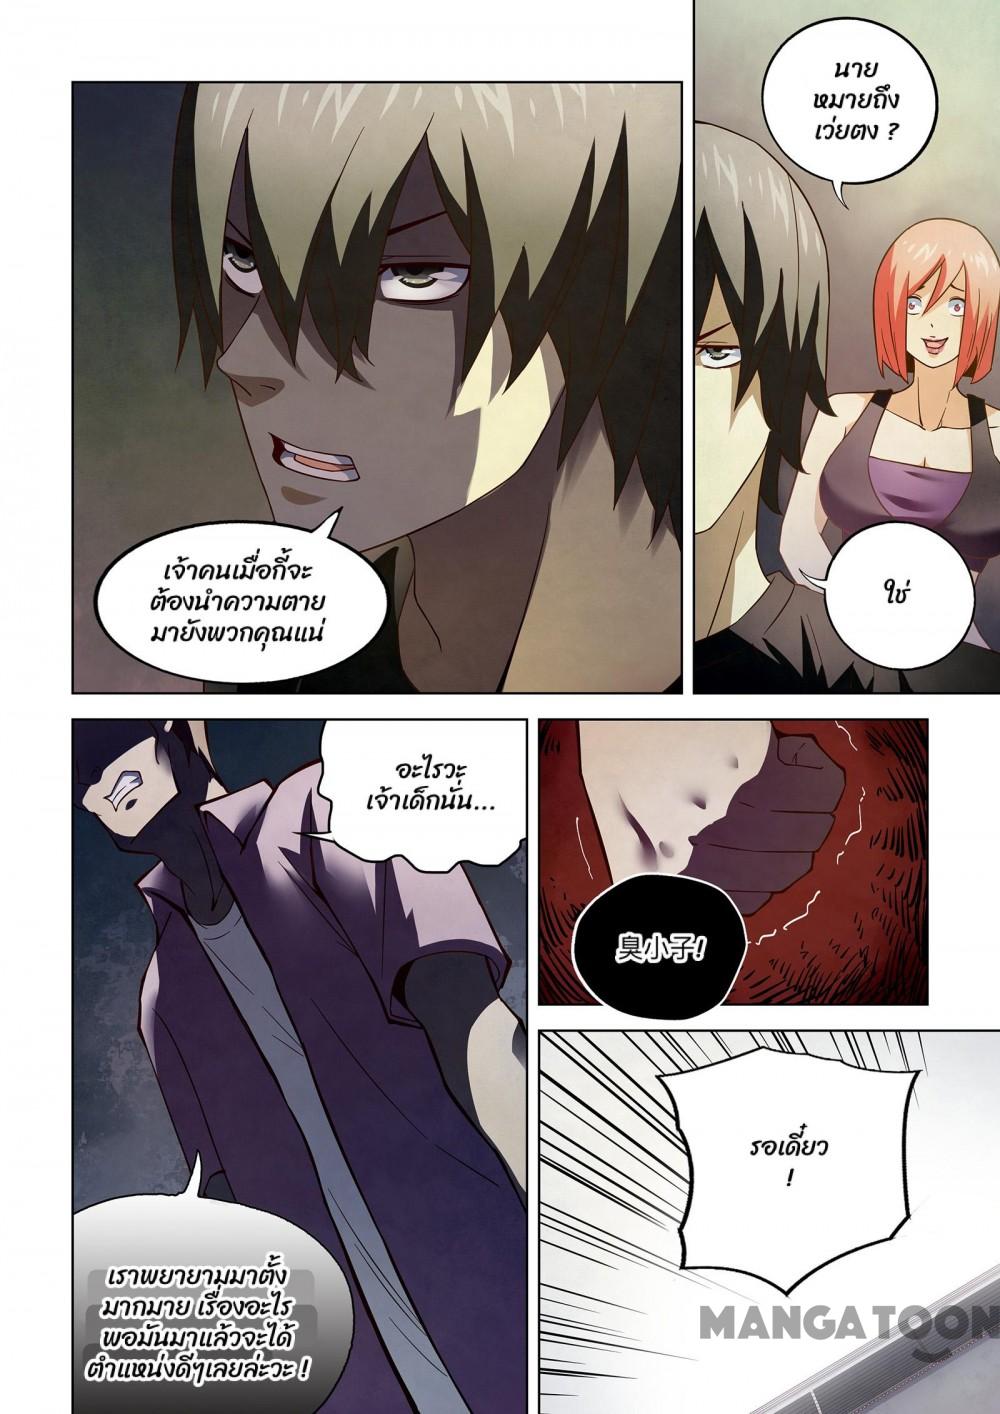 นาย
หมายถึง
เว่ยตง ?
ใช่
เจ้าคนเมื่อกี้จะ
ต้องนำความตาย
มายังพวกคุณแน่
อะไรวะ
เจ้าเด็กนั่น...
臭小子!
เราพยายามมาตั้ง
มากมาย เรื่องอะไร
พอมันมาแล้วจะได้
ตำแหน่งดีๆเลยล่ะวะ !
รอเดี๋ยว
!
MANGATOON